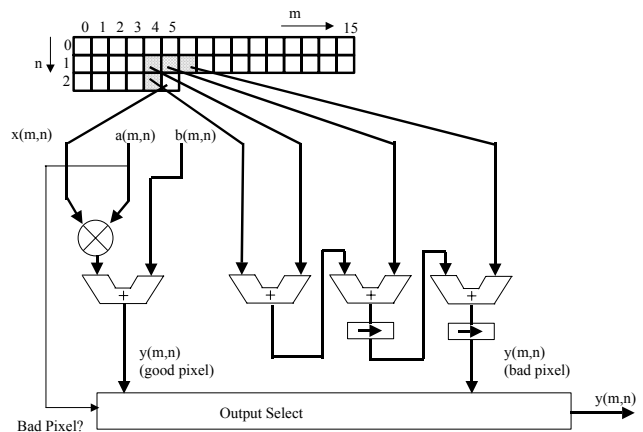 m
0 1 2 3 4 5 15
0
n 1
2
x(m,n) a(m,n) b(m,n)
+ + + +
y(m,n)
(good pixel)
y(m,n)
(bad pixel)
y(m,n)
Output Select
Bad Pixel?